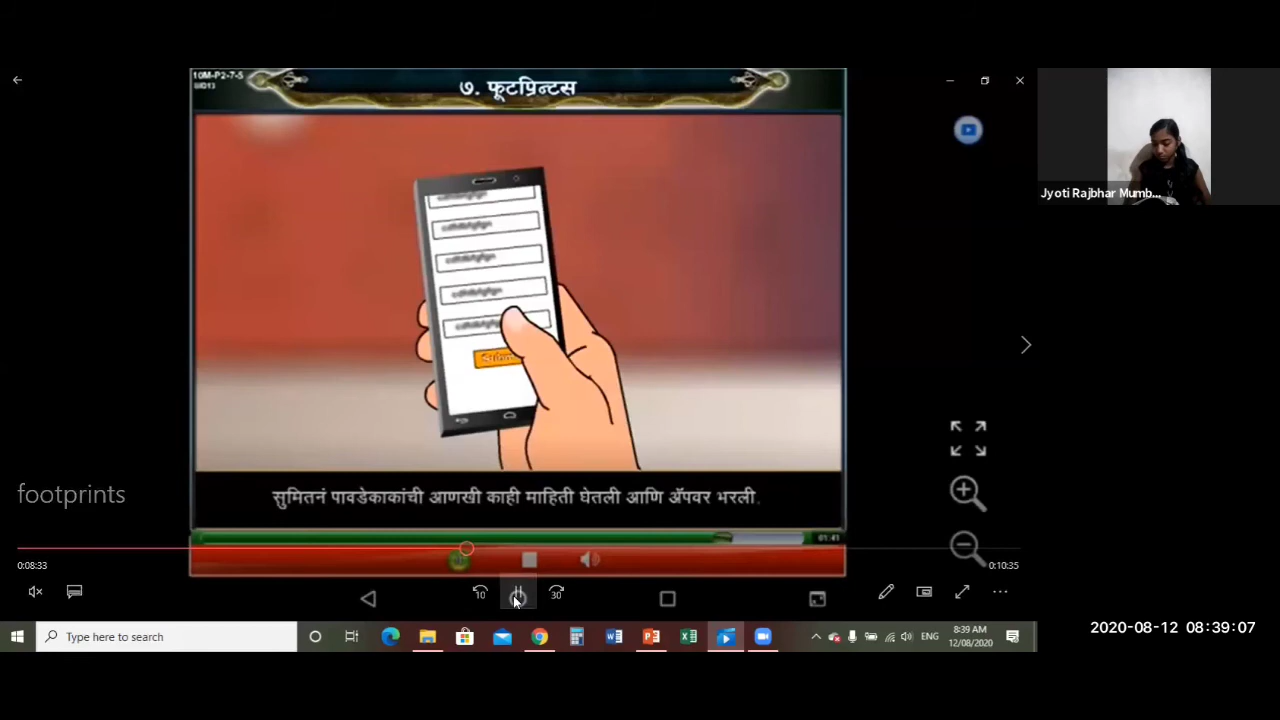 10M-P2-7-5
७. फूटप्रिन्टस
Jyoti Rajbhar Mumb...
सुमितनं पावडेकाकांची आणखी काही माहिती घेतली आणि ॲपवर भरली.
footprints
01:41
0:08:33
0:10:35
10
30
Type here to search
ENG
8:39 AM
12/08/2020
2020-08-12 08:39:07